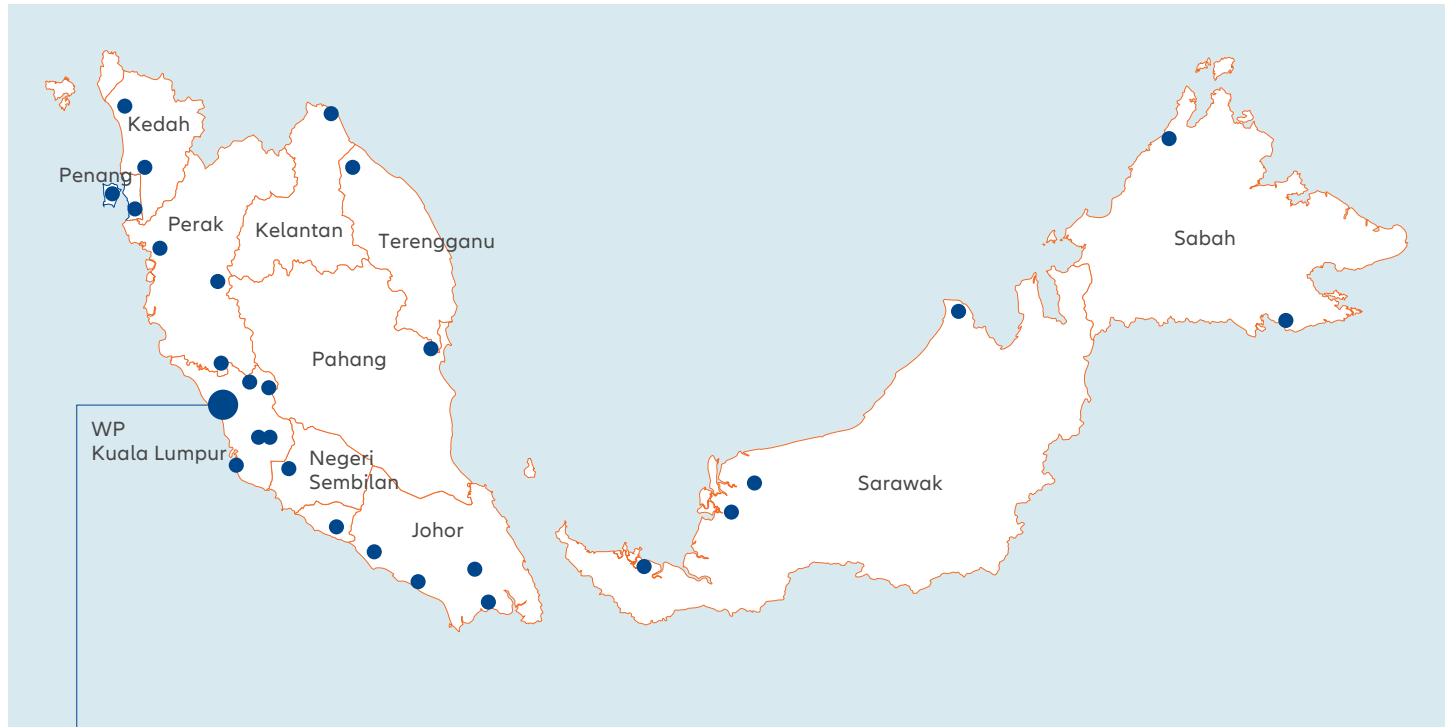 Kedah
Penang
Perak
Kelantan
Terengganu
Sabah
Pahang
WP
Kuala Lumpur
Negeri
Sembilan
Sarawak
Johor